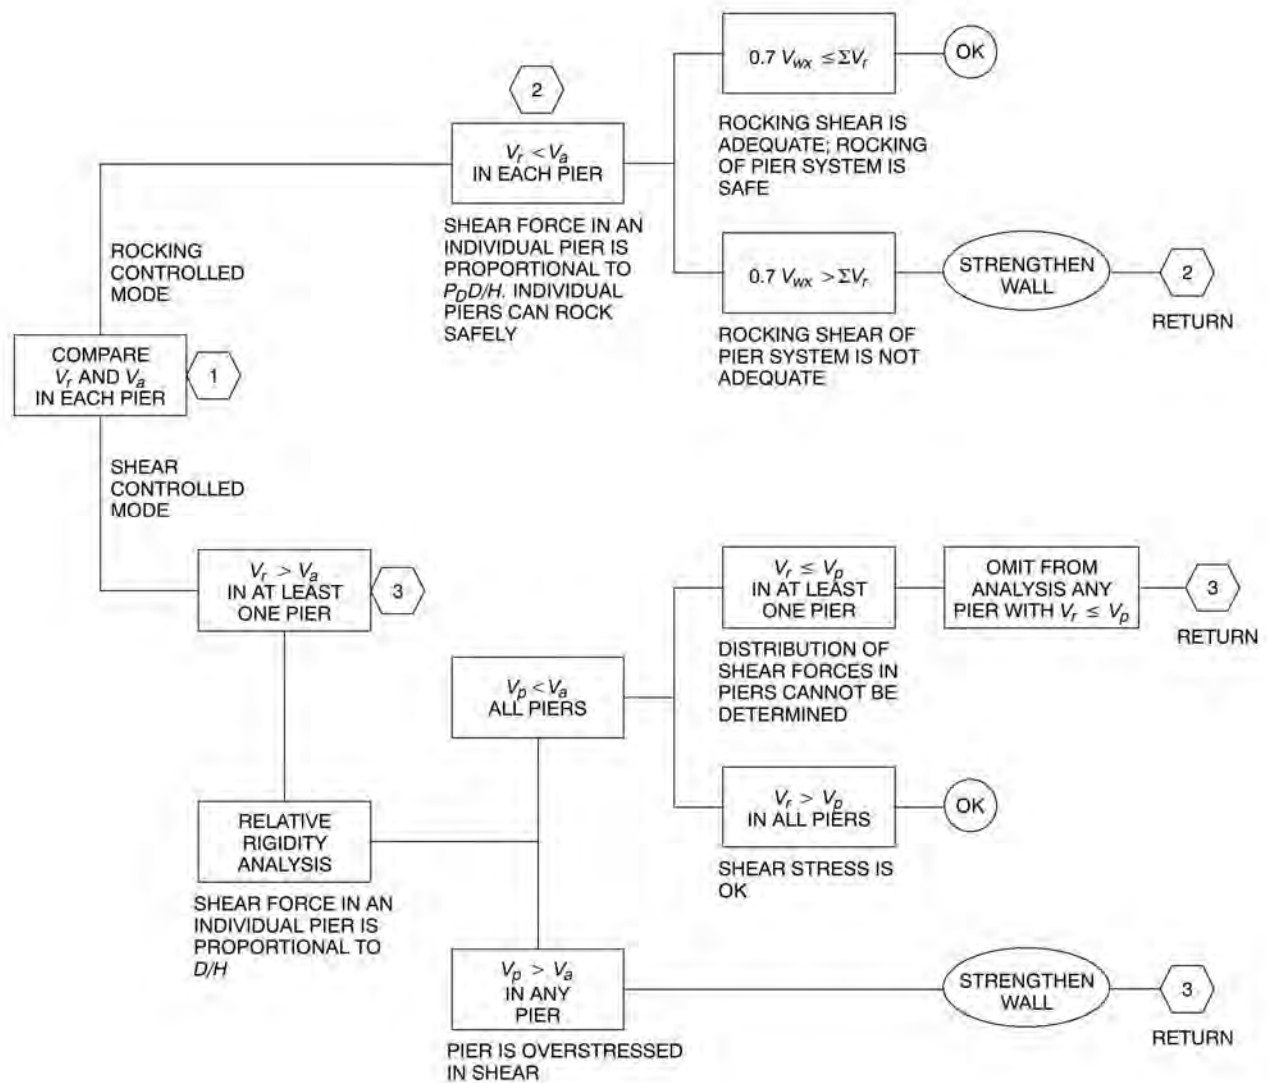 0.7 Vwx ≤ ΣVr
OK
ROCKING SHEAR IS
ADEQUATE; ROCKING
OF PIER SYSTEM IS
SAFE
2
Vr < Va
IN EACH PIER
SHEAR FORCE IN AN
INDIVIDUAL PIER IS
PROPORTIONAL TO
PDD/H. INDIVIDUAL
PIERS CAN ROCK
SAFELY
0.7 Vwx > ΣVr
STRENGTHEN
WALL
2
RETURN
ROCKING SHEAR OF
PIER SYSTEM IS NOT
ADEQUATE
ROCKING
CONTROLLED
MODE
COMPARE
Vr AND Va
IN EACH PIER
1
SHEAR
CONTROLLED
MODE
Vr > Va
IN AT LEAST
ONE PIER
3
Vr ≤ Vp
IN AT LEAST
ONE PIER
OMIT FROM
ANALYSIS ANY
PIER WITH Vr ≤ Vp
3
RETURN
DISTRIBUTION OF
SHEAR FORCES IN
PIERS CANNOT BE
DETERMINED
Vp < Va
ALL PIERS
Vr > Vp
IN ALL PIERS
OK
SHEAR STRESS IS
OK
RELATIVE
RIGIDITY
ANALYSIS
SHEAR FORCE IN AN
INDIVIDUAL PIER IS
PROPORTIONAL TO
D/H
Vp > Va
IN ANY
PIER
PIER IS OVERSTRESSED
IN SHEAR
STRENGTHEN
WALL
3
RETURN